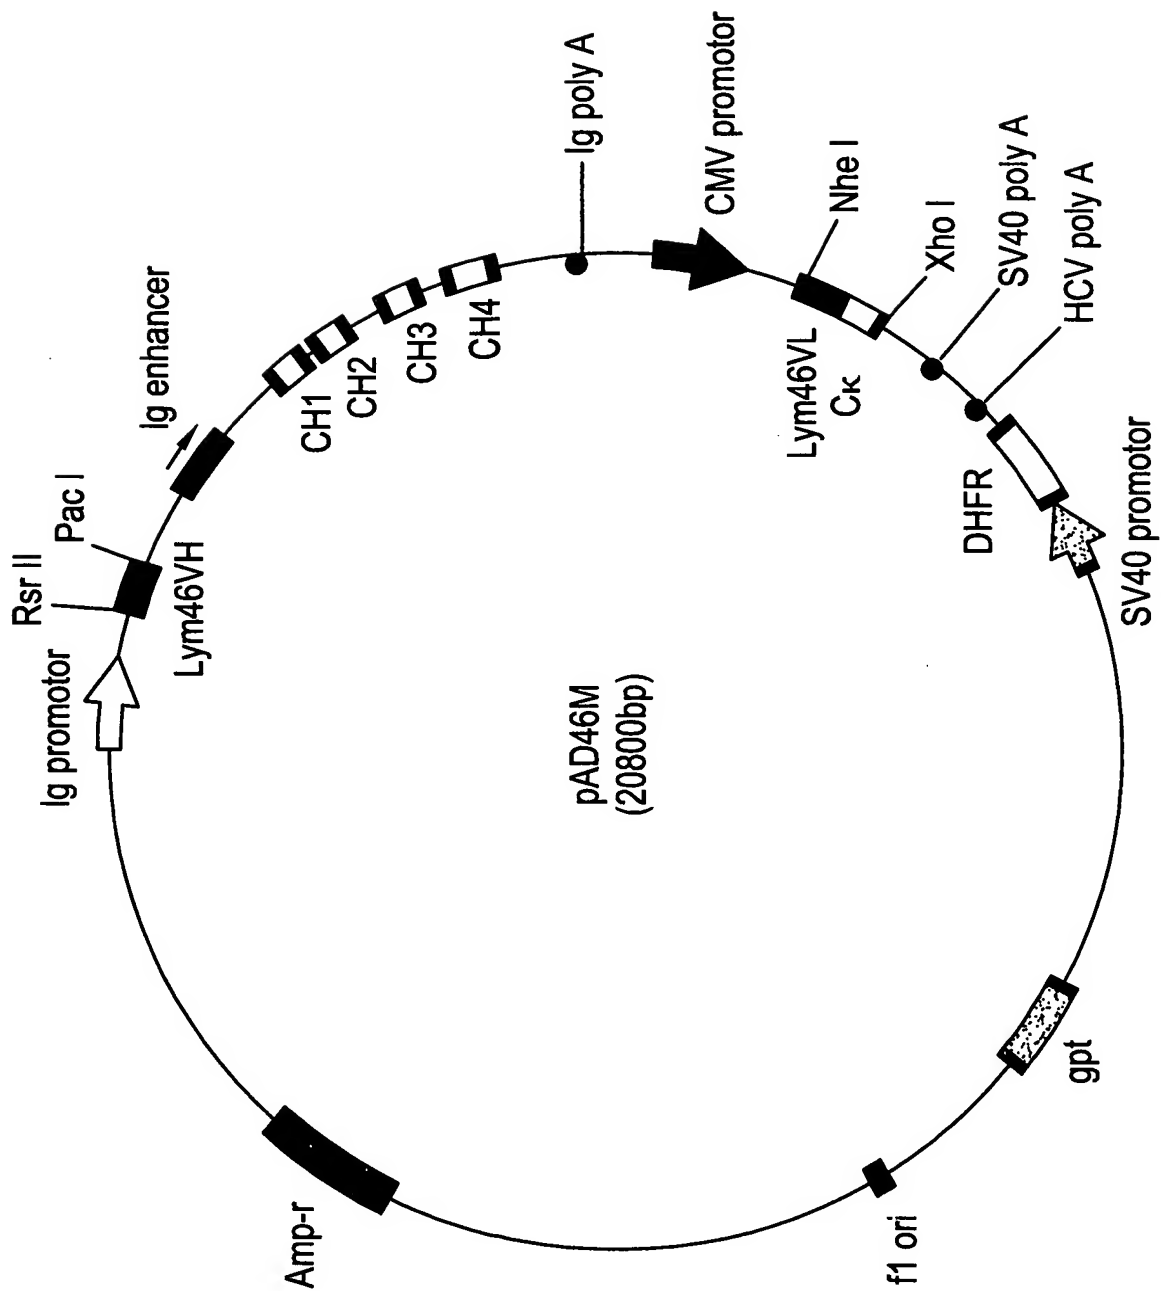 Ig promotor
Rsr II
Pac I
Lym46VH
Ig enhancer
CH1
CH2
CH3
CH4
Ig poly A
CMV promotor
Nhe I
Lym46VL
Cκ
Xho I
SV40 poly A
HCV poly A
DHFR
SV40 promotor
gpt
f1 ori
Amp-r
pAD46M
(20800bp)